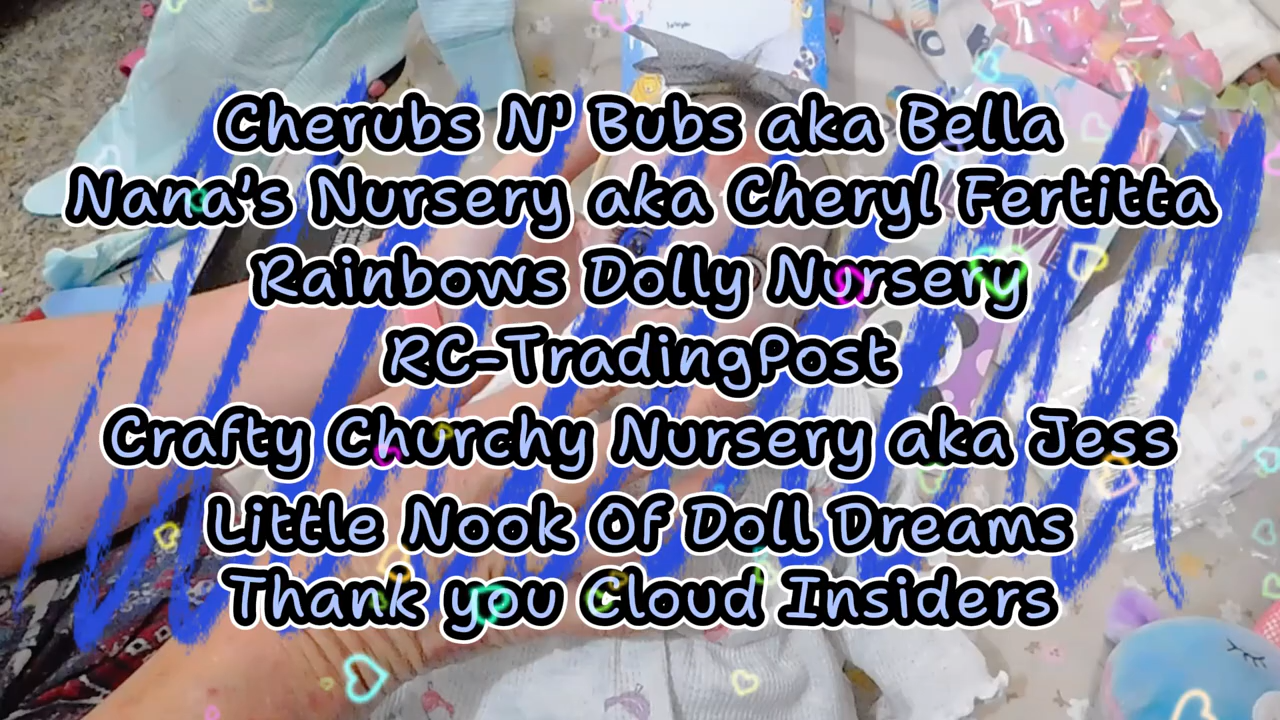 Cherubs N' Bubs aka Bella
Nana's Nursery aka Cheryl Fertitta
Rainbows Dolly Nursery
RC-TradingPost
Crafty Churchy Nursery aka Jess
Little Nook Of Doll Dreams
Thank you Cloud Insiders